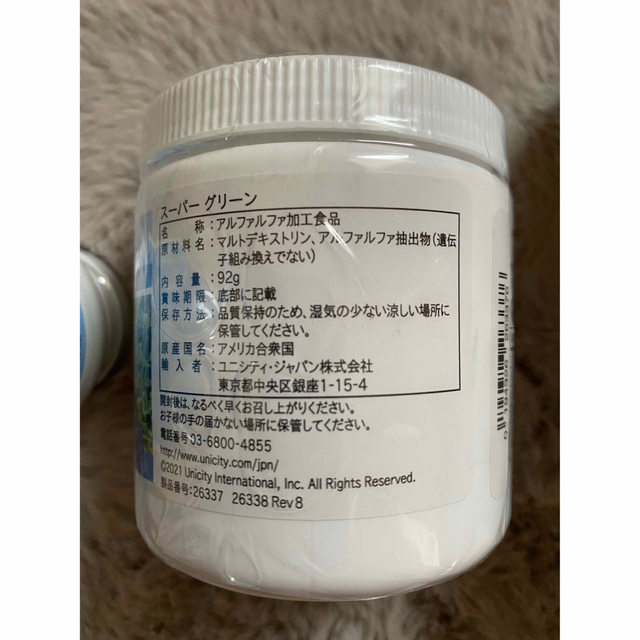 スーパー グリーン
名　　　称：アルファルファ加工食品
原材料名：マルトデキストリン、アルファルファ抽出物（遺伝
子組み換えでない）
内 容 量：92g
賞味期限：底部に記載
保存方法：品質保持のため、湿気の少ない涼しい場所に
保管してください。
原産国名：アメリカ合衆国
輸 入 者：ユニシティ・ジャパン株式会社
東京都中央区銀座1-15-4
開封後は、なるべく早くお召し上がりください。
お子様の手の届かない場所に保管してください。
電話番号 03-6800-4855
http://www.unicity.com/jpn/
©2021 Unicity International, Inc. All Rights Reserved.
製品番号：26337 26338 Rev 8